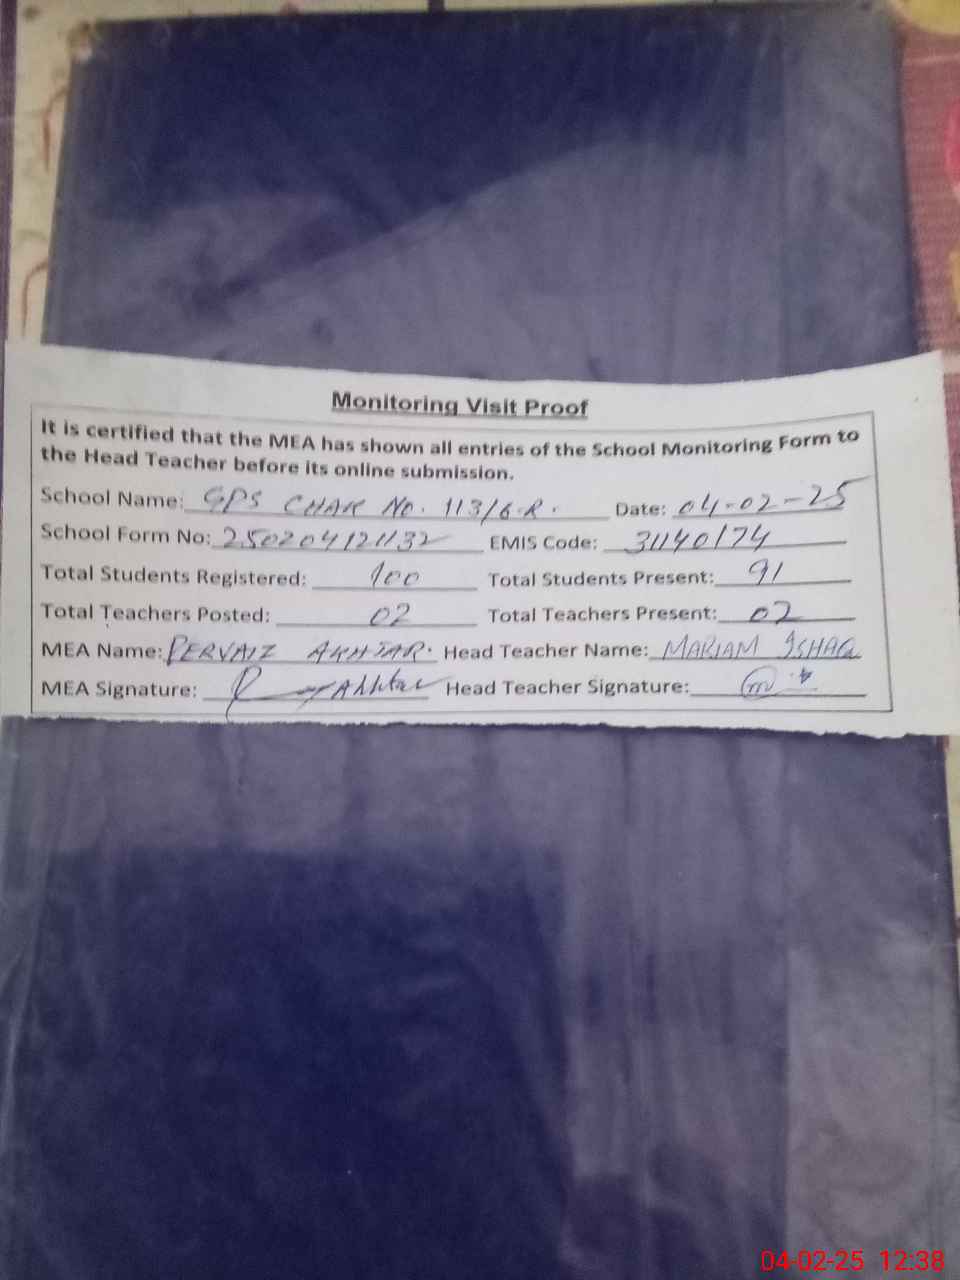 Monitoring Visit Proof
It is certified that the MEA has shown all entries of the School Monitoring Form to
the Head Teacher before its online submission.
School Name: GPS CHAK NO. 113/6.R. Date: 04-02-25
School Form No: 250204121132 EMIS Code: 31140174
Total Students Registered: 100 Total Students Present: 91
Total Teachers Posted: 02 Total Teachers Present: 02
MEA Name: PERVAIZ AKHTAR. Head Teacher Name: MARIAM ISHAQ
MEA Signature: Akhtar Head Teacher Signature:
04-02-25 12:38